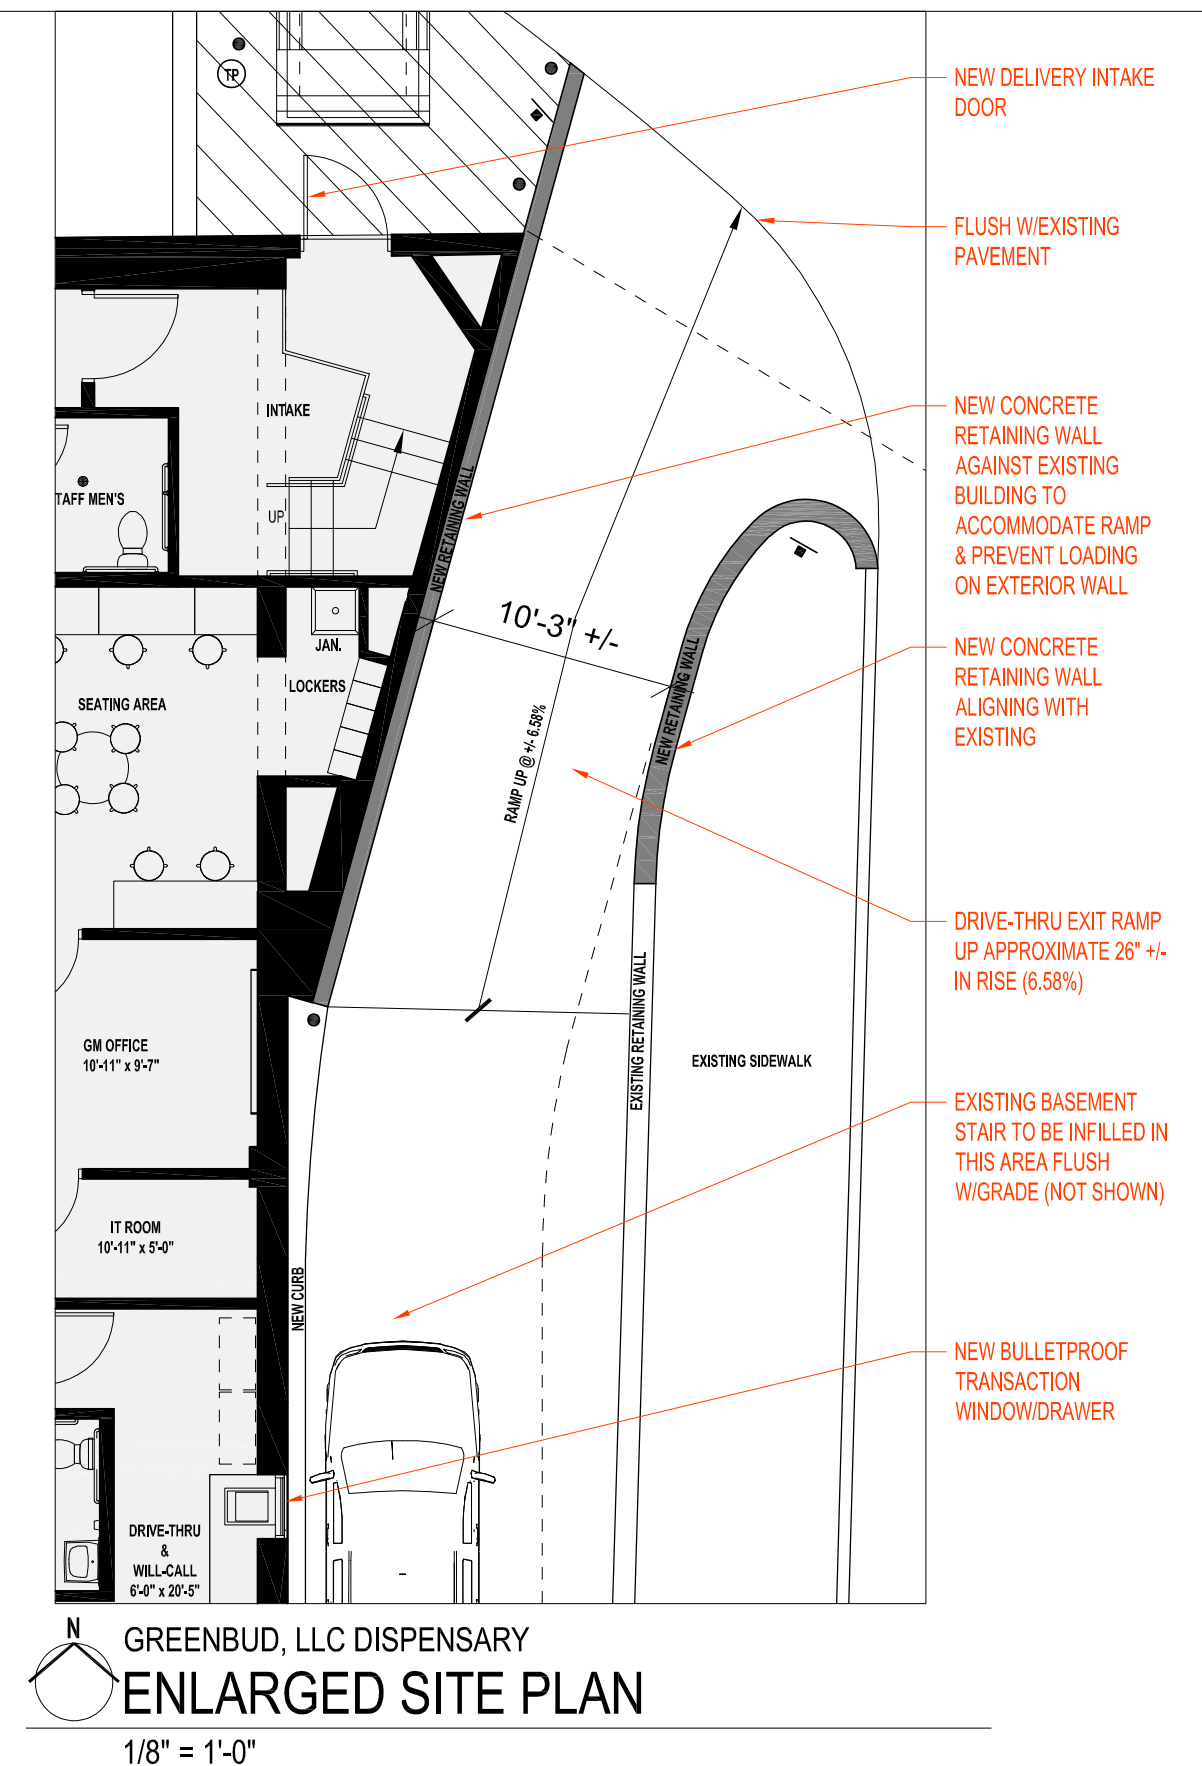 TP
NEW DELIVERY INTAKE
DOOR
FLUSH W/EXISTING
PAVEMENT
INTAKE
NEW CONCRETE
RETAINING WALL
AGAINST EXISTING
BUILDING TO
ACCOMMODATE RAMP
& PREVENT LOADING
ON EXTERIOR WALL
TAFF MEN'S
UP
NEW RETAINING WALL
10'-3" +/-
JAN.
LOCKERS
SEATING AREA
NEW RETAINING WALL
NEW CONCRETE
RETAINING WALL
ALIGNING WITH
EXISTING
RAMP UP @ +/- 6.58%
DRIVE-THRU EXIT RAMP
UP APPROXIMATE 26" +/-
IN RISE (6.58%)
GM OFFICE
10'-11" x 9'-7"
EXISTING RETAINING WALL
EXISTING SIDEWALK
EXISTING BASEMENT
STAIR TO BE INFILLED IN
THIS AREA FLUSH
W/GRADE (NOT SHOWN)
IT ROOM
10'-11" x 5'-0"
NEW CURB
NEW BULLETPROOF
TRANSACTION
WINDOW/DRAWER
DRIVE-THRU
&
WILL-CALL
6'-0" x 20'-5"
N
GREENBUD, LLC DISPENSARY
ENLARGED SITE PLAN
1/8" = 1'-0"